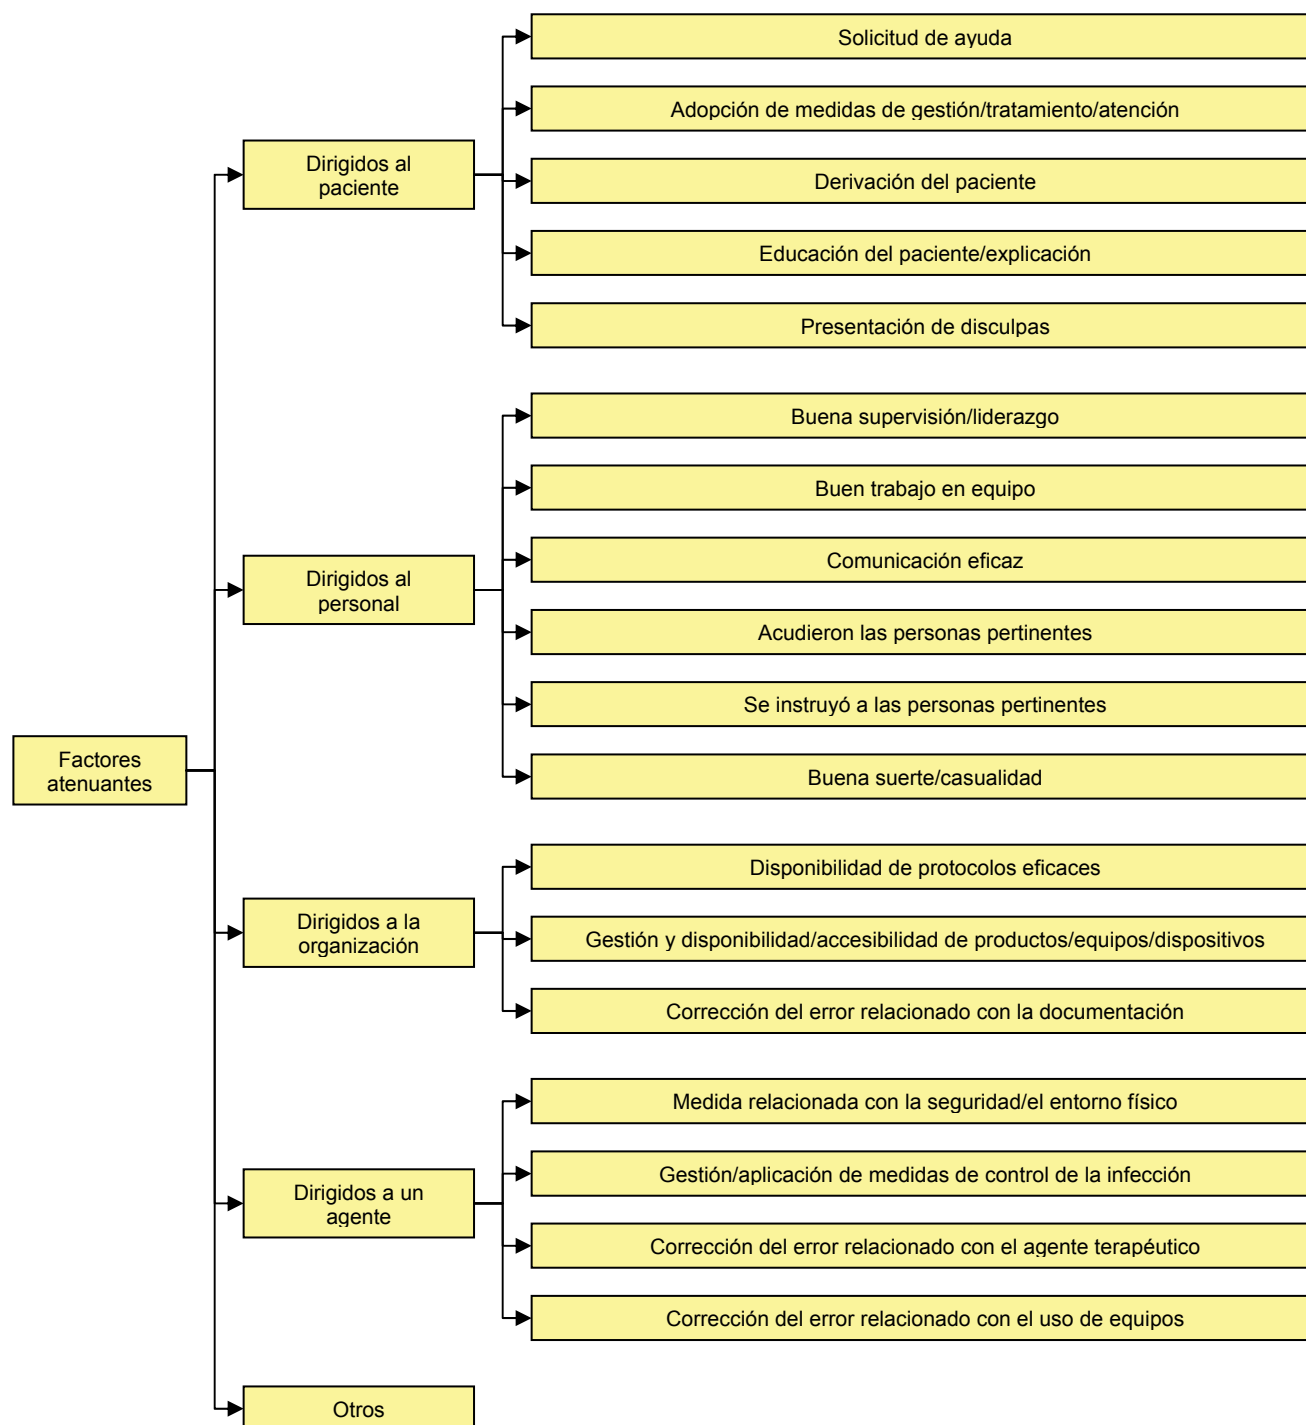 Solicitud de ayuda
Adopción de medidas de gestión/tratamiento/atención
Dirigidos al
paciente
Derivación del paciente
Educación del paciente/explicación
Presentación de disculpas
Buena supervisión/liderazgo
Buen trabajo en equipo
Comunicación eficaz
Dirigidos al
personal
Acudieron las personas pertinentes
Se instruyó a las personas pertinentes
Buena suerte/casualidad
Factores
atenuantes
Disponibilidad de protocolos eficaces
Dirigidos a la
organización
Gestión y disponibilidad/accesibilidad de productos/equipos/dispositivos
Corrección del error relacionado con la documentación
Medida relacionada con la seguridad/el entorno físico
Gestión/aplicación de medidas de control de la infección
Dirigidos a un
agente
Corrección del error relacionado con el agente terapéutico
Corrección del error relacionado con el uso de equipos
Otros